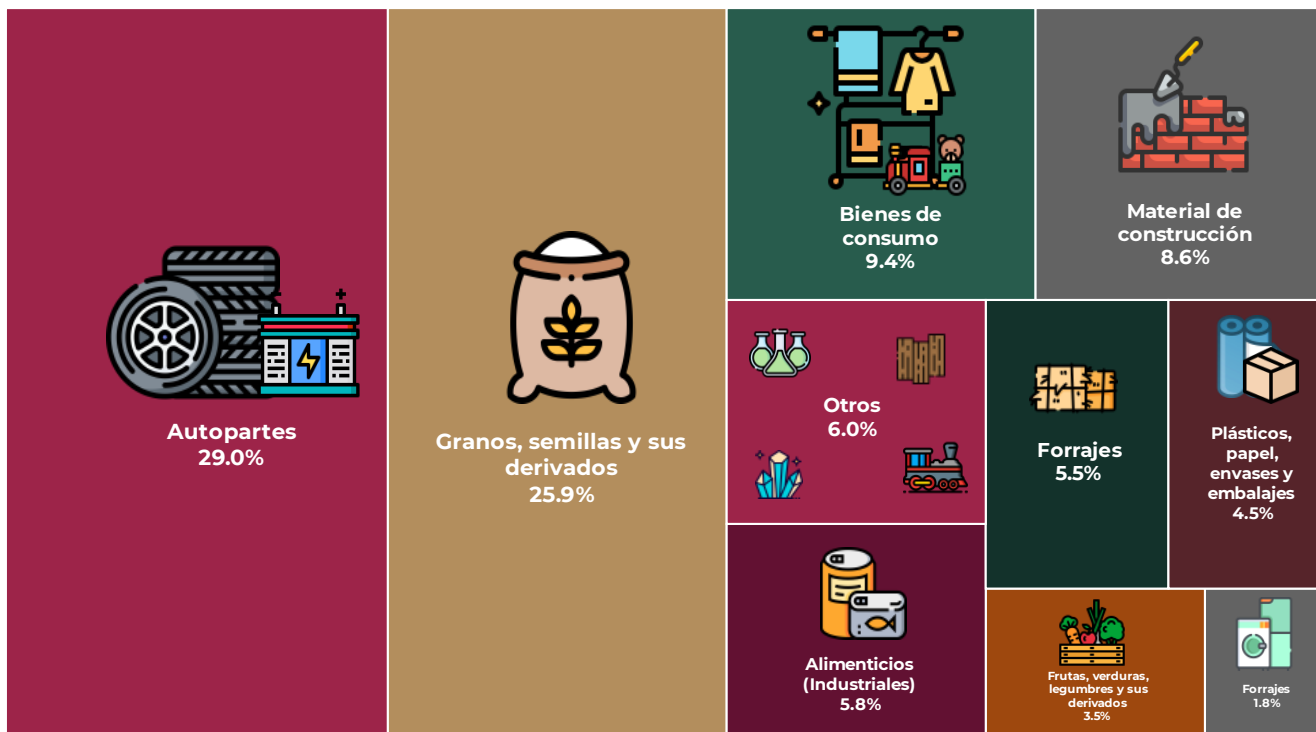 Autopartes
29.0%
Granos, semillas y sus
derivados
25.9%
Bienes de
consumo
9.4%
Material de
construcción
8.6%
Otros
6.0%
Forrajes
5.5%
Plásticos,
papel,
envases y
embalajes
4.5%
Alimenticios
(Industriales)
5.8%
Frutas, verduras,
legumbres y sus
derivados
3.5%
Forrajes
1.8%